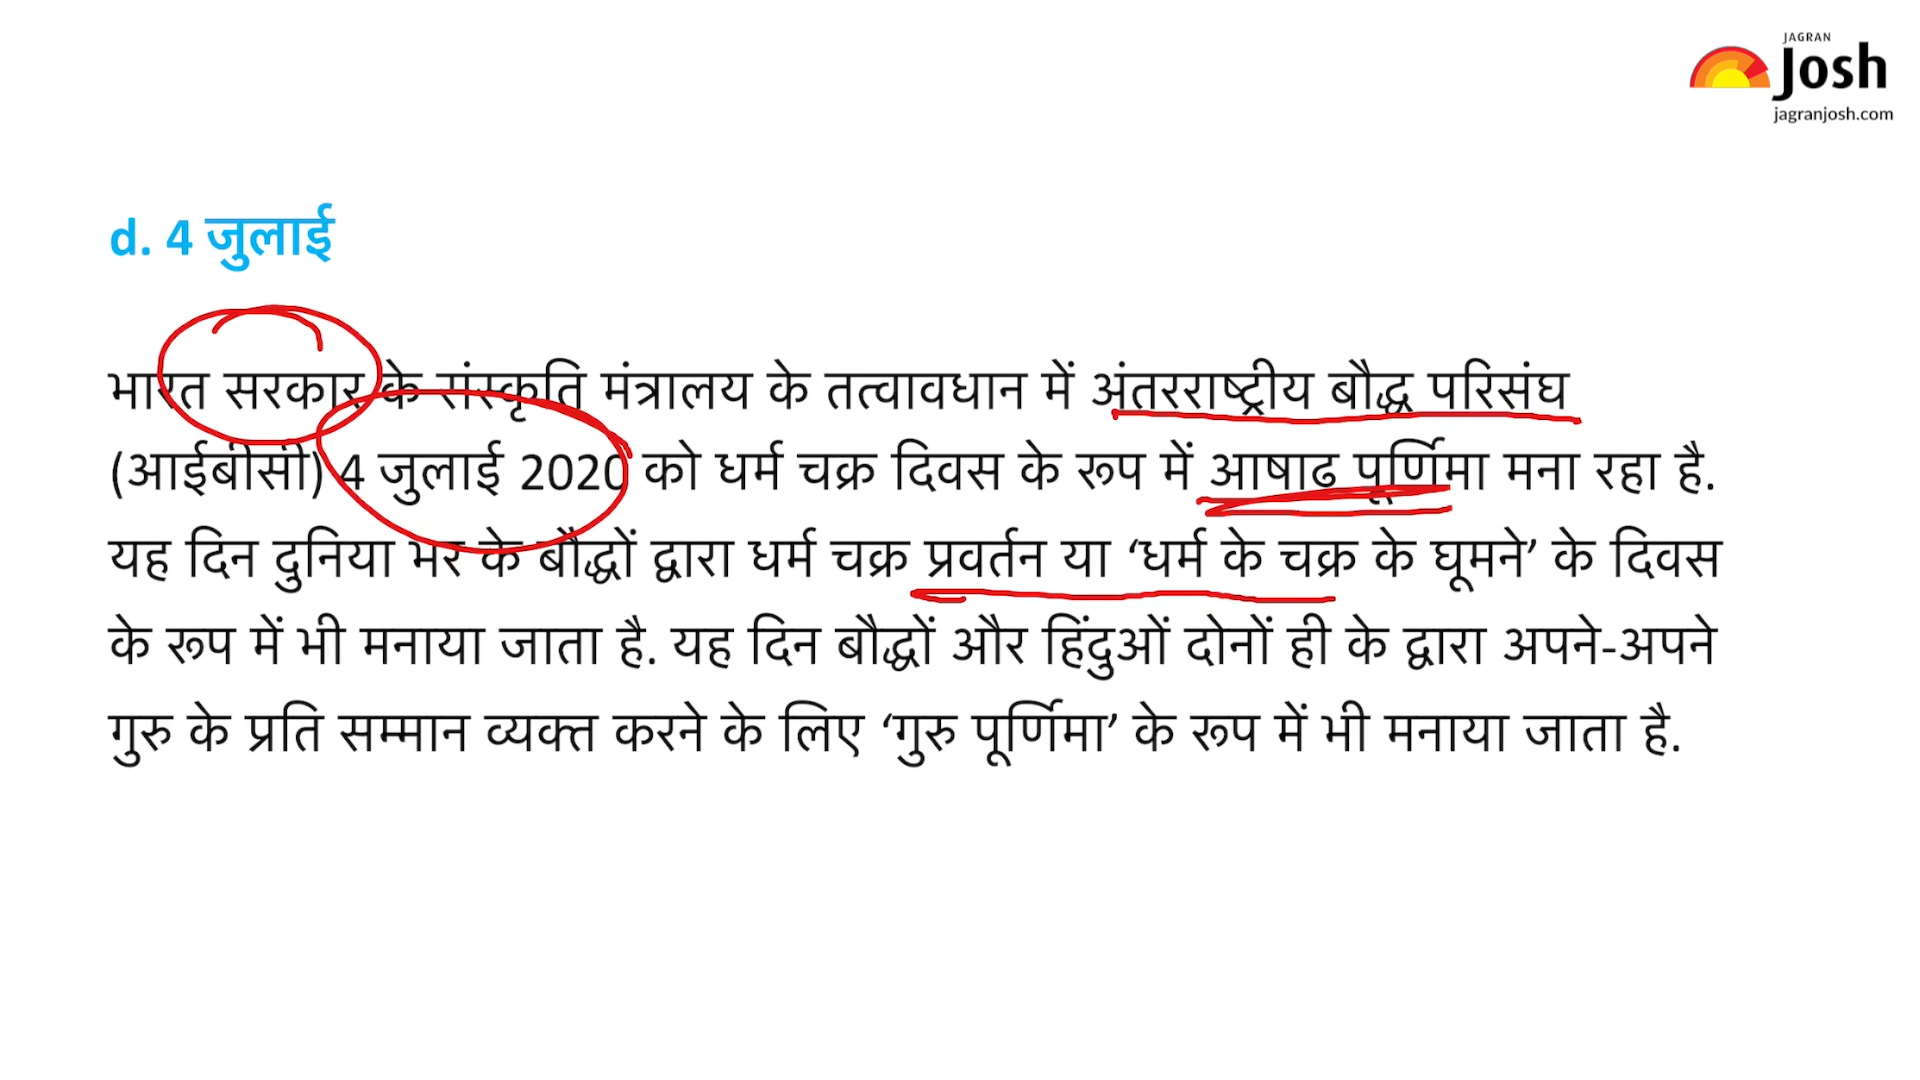 JAGRAN
Josh
jagranjosh.com
d. 4 जुलाई
भारत सरकार के संस्कृति मंत्रालय के तत्वावधान में अंतरराष्ट्रीय बौद्ध परिसंघ
(आईबीसी) 4 जुलाई 2020 को धर्म चक्र दिवस के रूप में आषाढ पूर्णिमा मना रहा है.
यह दिन दुनिया भर के बौद्धों द्वारा धर्म चक्र प्रवर्तन या ‘धर्म के चक्र के घूमने’ के दिवस
के रूप में भी मनाया जाता है. यह दिन बौद्धों और हिंदुओं दोनों ही के द्वारा अपने-अपने
गुरु के प्रति सम्मान व्यक्त करने के लिए ‘गुरु पूर्णिमा’ के रूप में भी मनाया जाता है.